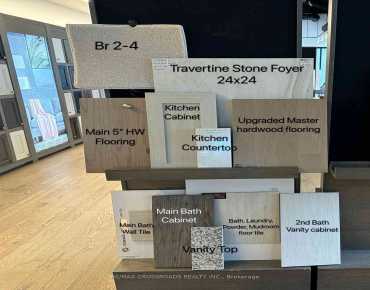 Br 2-4
Travertine Stone Foyer
24x24
Kitchen
Cabinet
Main 5" HW
Flooring
Kitchen
Countertop
Upgraded Master
hardwood flooring
Main Bath
Wall Tile
Main Bath
Cabinet
Bath, Laundry,
Powder, Mudroom
floor tile
2nd Bath
Vanity cabinet
Vanity Top
RE/MAX CROSSROADS REALTY INC., Brokerage